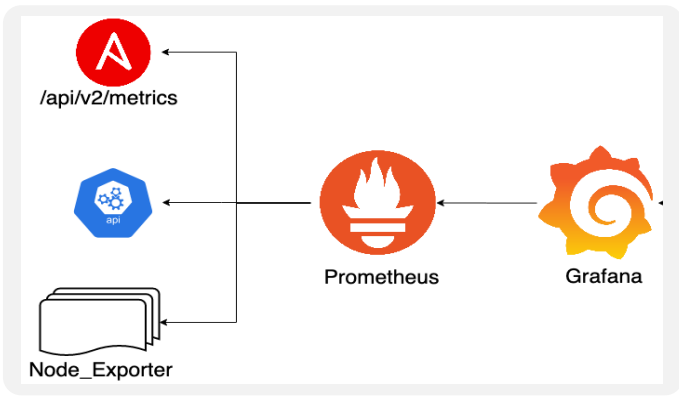 /api/v2/metrics
api
Prometheus
Grafana
Node_Exporter